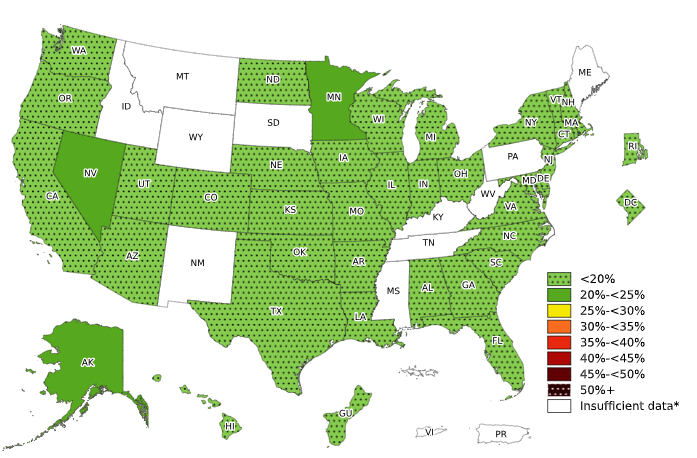 WA
MT
ND
MN
ME
OR
ID
SD
WI
VT
NH
WY
MI
NY
MA
CT
RI
NE
IA
PA
NJ
NV
UT
CO
IL
IN
OH
MD
DE
CA
KS
MO
WV
VA
DC
KY
NC
AZ
NM
OK
AR
TN
SC
TX
LA
MS
AL
GA
FL
AK
HI
GU
VI
PR
<20%
20%-<25%
25%-<30%
30%-<35%
35%-<40%
40%-<45%
45%-<50%
50%+
Insufficient data*